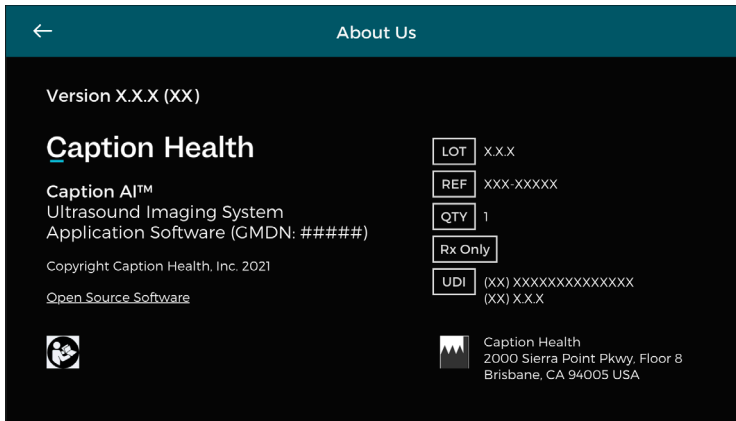 About Us
Version X.X.X (XX)
Caption Health
Caption AI™
Ultrasound Imaging System
Application Software (GMDN: #####)
Copyright Caption Health, Inc. 2021
Open Source Software
LOT X.X.X
REF XXX-XXXXX
QTY 1
Rx Only
UDI (XX) XXXXXXXXXXXXXX
(XX) X.X.X
Caption Health
2000 Sierra Point Pkwy, Floor 8
Brisbane, CA 94005 USA